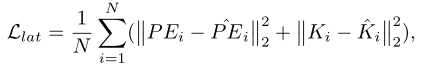 $$\mathcal{L}_{lat} = \frac{1}{N} \sum_{i=1}^{N} (\left\| PE_i - \hat{PE}_i \right\|_2^2 + \left\| K_i - \hat{K}_i \right\|_2^2),$$